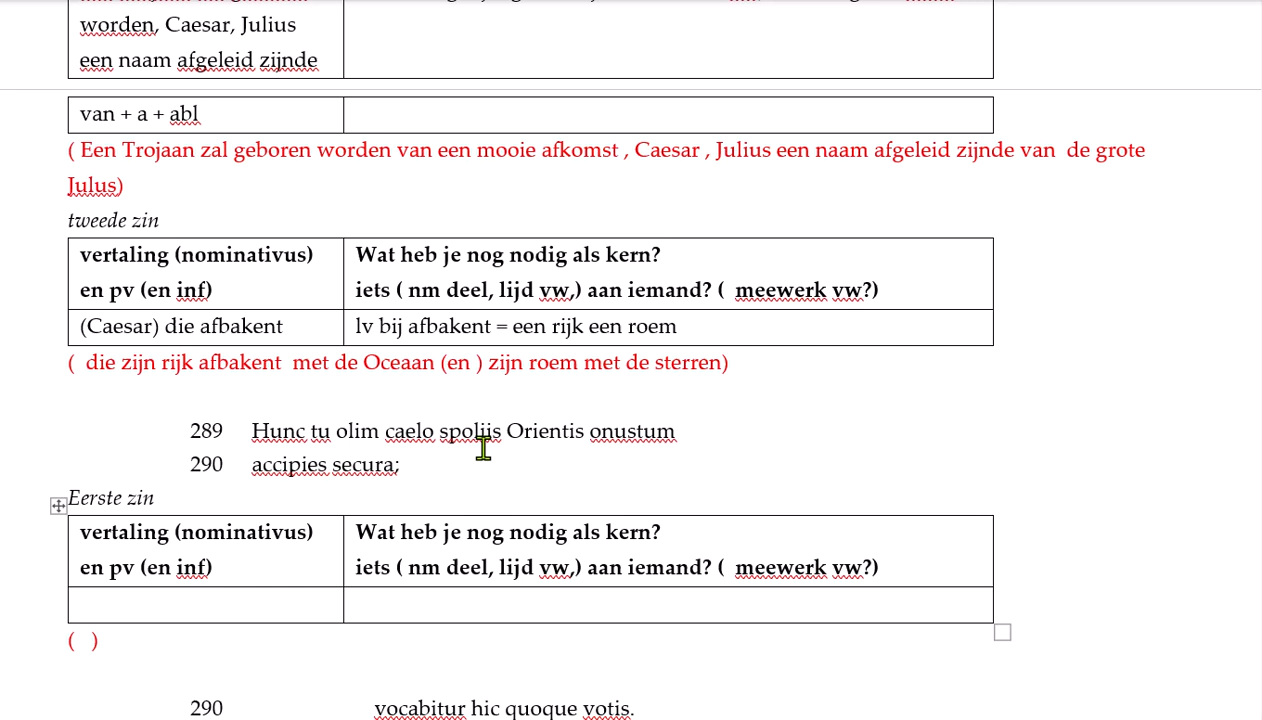 worden, Caesar, Julius
een naam afgeleid zijnde
van + a + abl
( Een Trojaan zal geboren worden van een mooie afkomst , Caesar , Julius een naam afgeleid zijnde van de grote
Julus)
tweede zin
vertaling (nominativus) Wat heb je nog nodig als kern?
en pv (en inf) iets ( nm deel, lijd vw,) aan iemand? ( meewerk vw?)
(Caesar) die afbakent lv bij afbakent = een rijk een roem
( die zijn rijk afbakent met de Oceaan (en ) zijn roem met de sterren)
289 Hunc tu olim caelo spoliis Orientis onustum
290 accipies secura;
Eerste zin
vertaling (nominativus) Wat heb je nog nodig als kern?
en pv (en inf) iets ( nm deel, lijd vw,) aan iemand? ( meewerk vw?)
( )
290 vocabitur hic quoque votis.